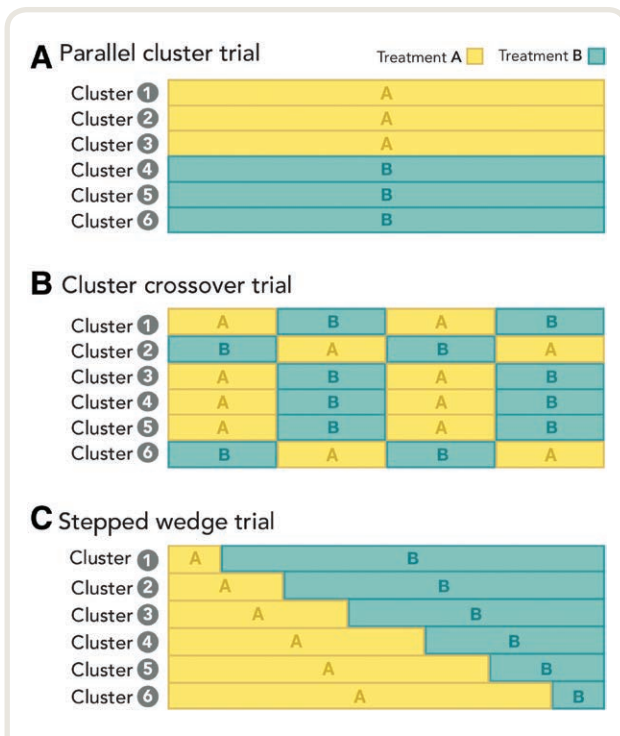 A Parallel cluster trial
Treatment A Treatment B
Cluster 1 A
Cluster 2 A
Cluster 3 A
Cluster 4 B
Cluster 5 B
Cluster 6 B
B Cluster crossover trial
Cluster 1 A B A B
Cluster 2 B A B A
Cluster 3 A B A B
Cluster 4 A B A B
Cluster 5 A B A B
Cluster 6 B A B A
C Stepped wedge trial
Cluster 1 A B
Cluster 2 A B
Cluster 3 A B
Cluster 4 A B
Cluster 5 A B
Cluster 6 A B